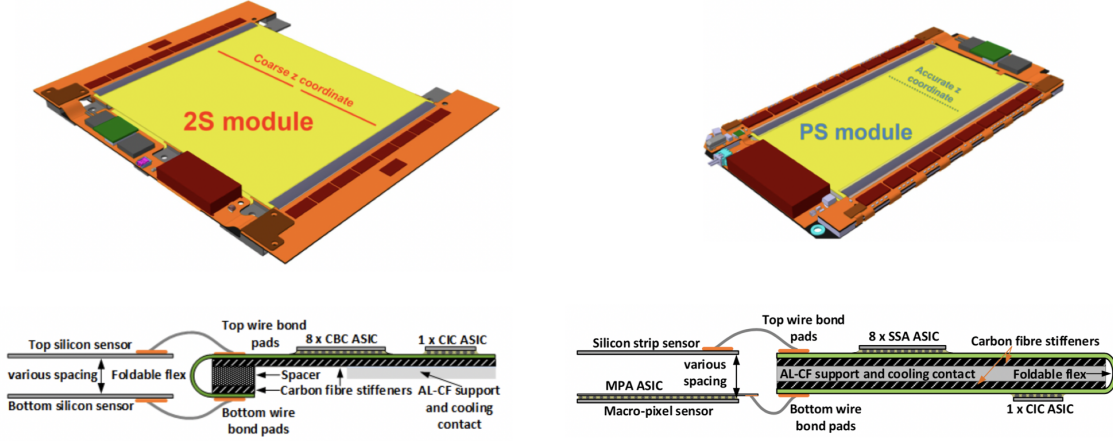 Coarse z coordinate
2S module
Accurate z
coordinate
PS module
Top silicon sensor
various spacing
Bottom silicon sensor
Foldable flex
Top wire bond
pads
8 x CBC ASIC
1 x CIC ASIC
Spacer
Carbon fibre stiffeners
AL-CF support
and cooling
contact
Bottom wire
bond pads
Silicon strip sensor
various
spacing
MPA ASIC
Macro-pixel sensor
Top wire bond
pads
8 x SSA ASIC
Carbon fibre stiffeners
AL-CF support and cooling contact
Foldable flex
Bottom wire
bond pads
1 x CIC ASIC